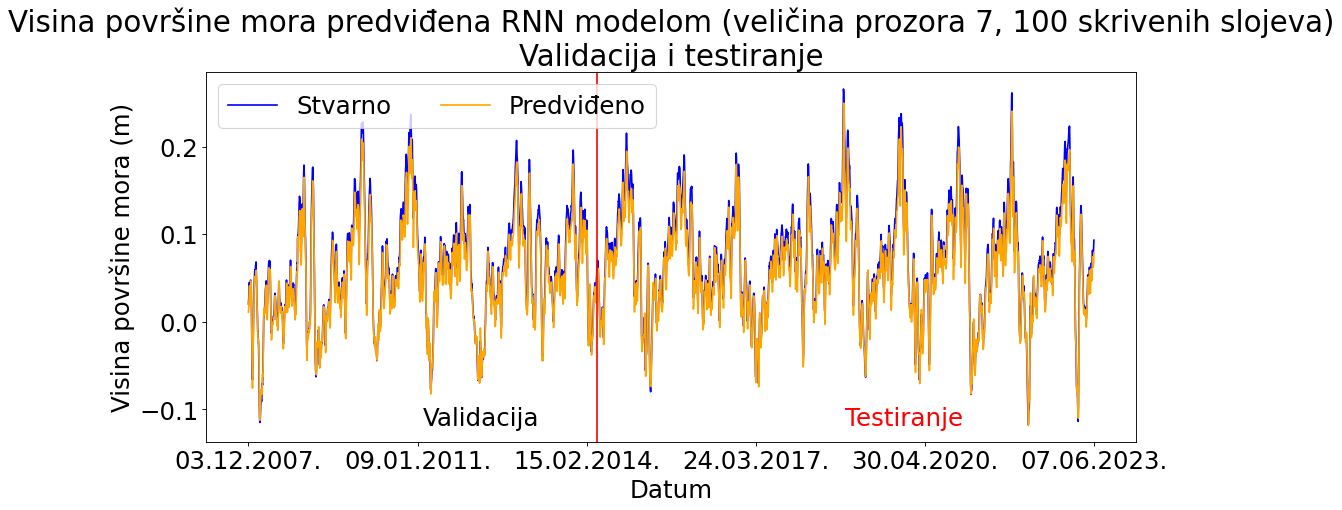 Visina površine mora predviđena RNN modelom (veličina prozora 7, 100 skrivenih slojeva)
Validacija i testiranje
Stvarno Predviđeno
Visina površine mora (m)
0.2
0.1
0.0
−0.1
Validacija Testiranje
03.12.2007. 09.01.2011. 15.02.2014. 24.03.2017. 30.04.2020. 07.06.2023.
Datum